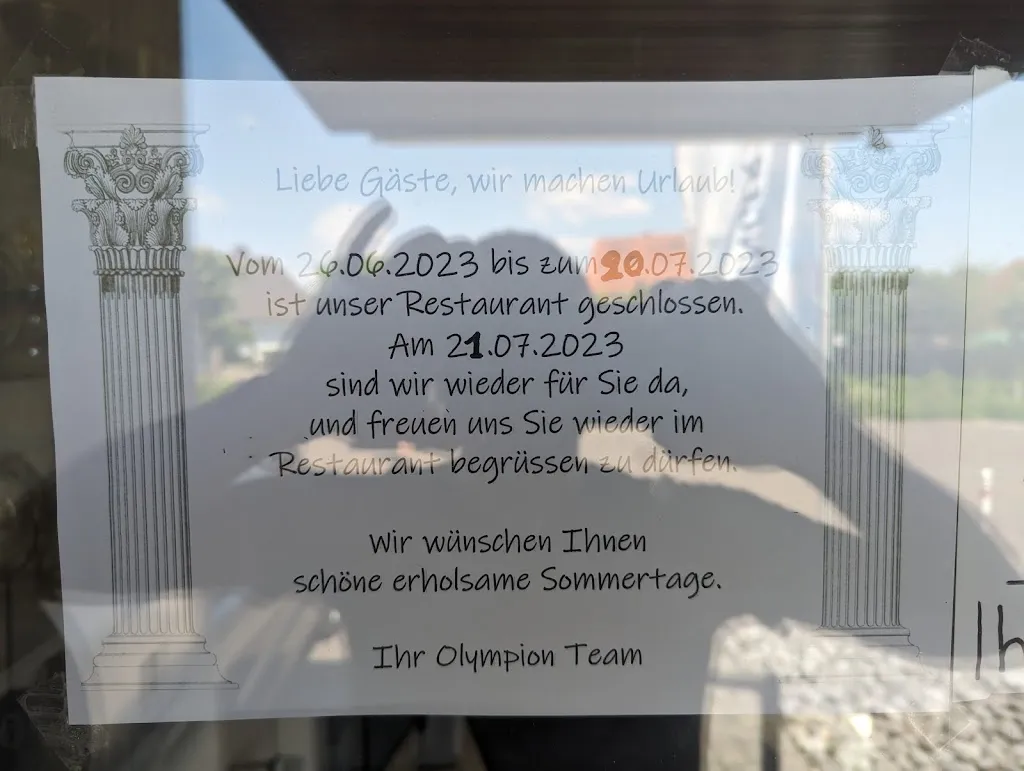 Liebe Gäste, wir machen Urlaub!
Vom 26.06.2023 bis zum 20.07.2023
ist unser Restaurant geschlossen.
Am 21.07.2023
sind wir wieder für Sie da,
und freuen uns Sie wieder im
Restaurant begrüssen zu dürfen.
Wir wünschen Ihnen
schöne erholsame Sommertage.
Ihr Olympion Team